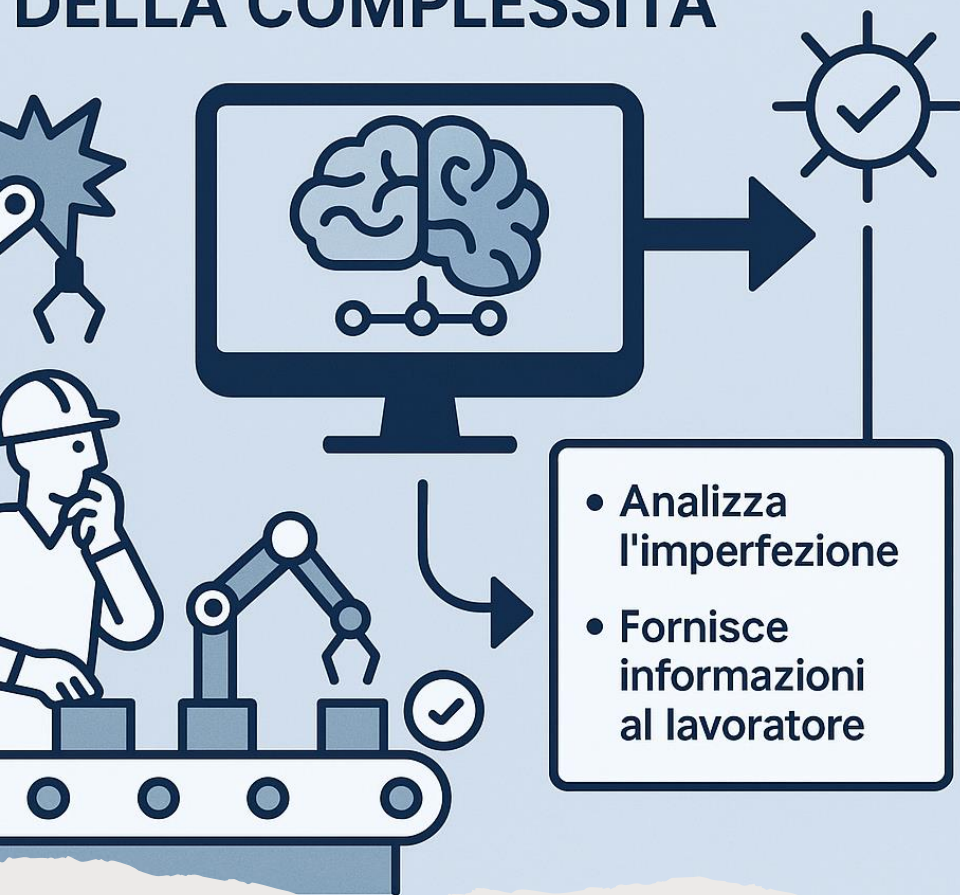 DELLA COMPLESSITÀ
• Analizza
l'imperfezione
• Fornisce
informazioni
al lavoratore